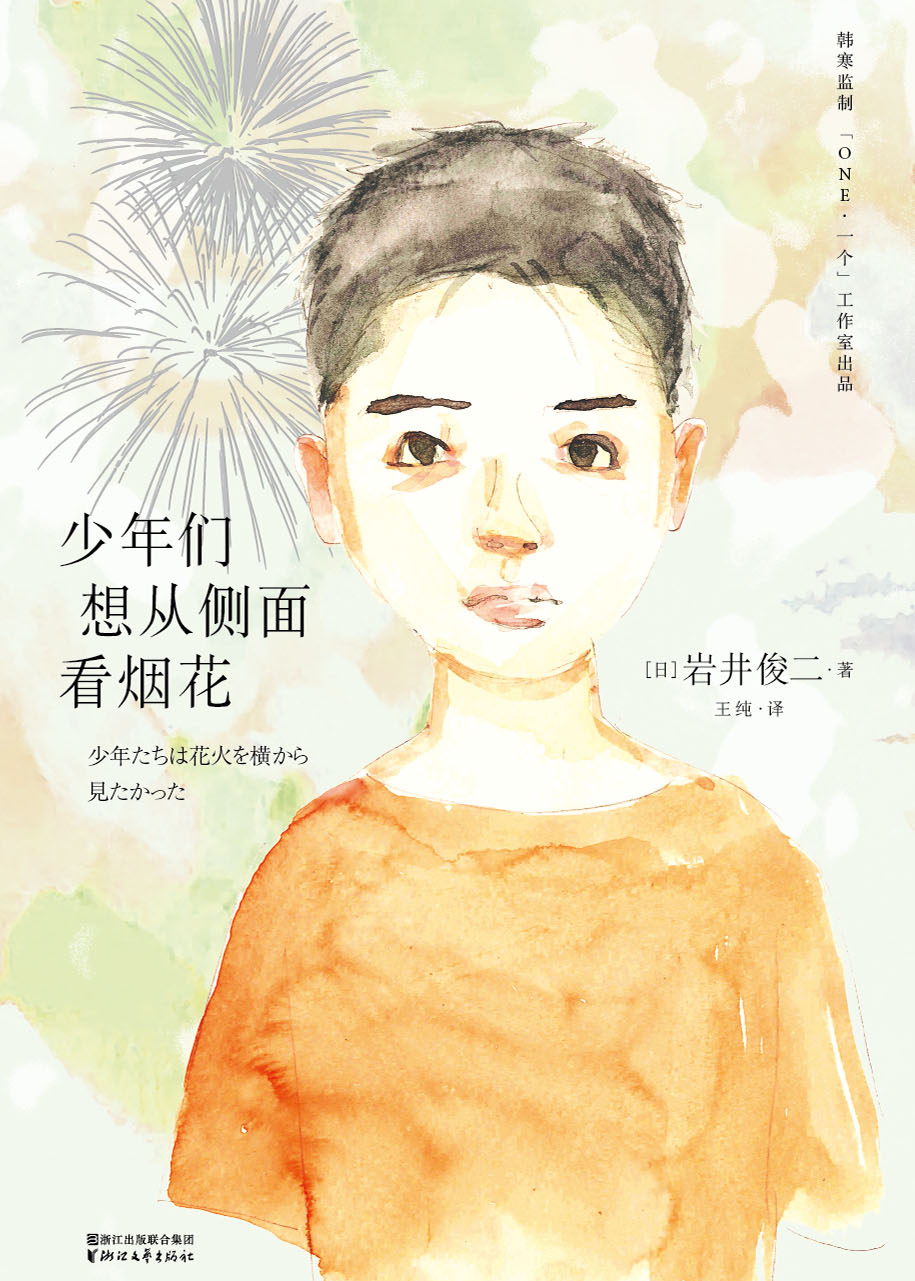 韩寒监制「ONE·一个」工作室出品
少年们
想从侧面
看烟花
少年たちは花火を横から
見たかった
［日］岩井俊二·著
王纯·译
浙江出版联合集团
浙江文艺出版社